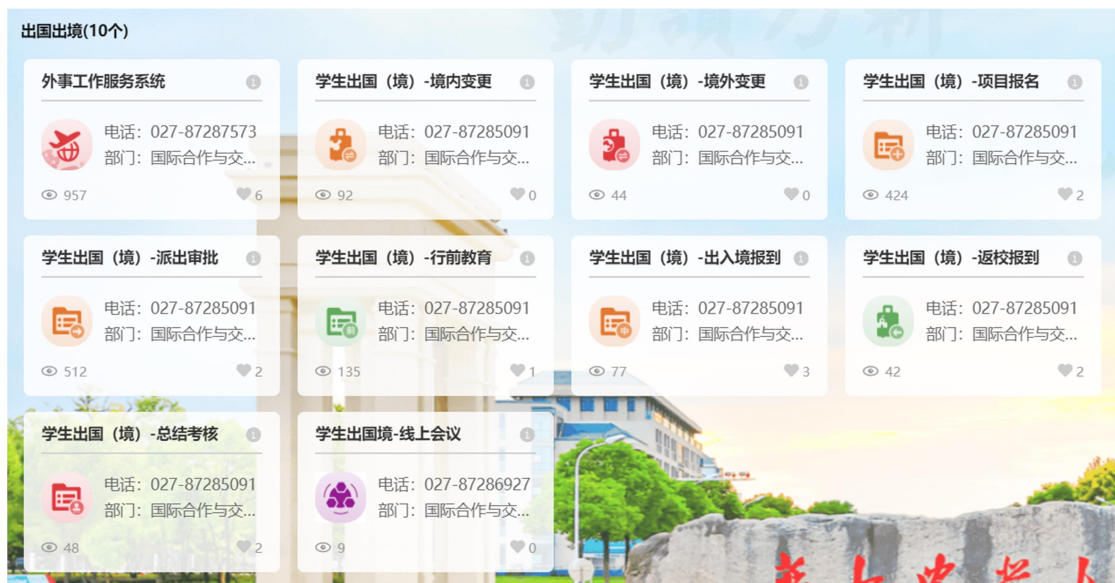 勤读力耕
出国出境(10个)
外事工作服务系统
电话：027-87287573
部门：国际合作与交...
957
6
学生出国（境）-境内变更
电话：027-87285091
部门：国际合作与交...
92
0
学生出国（境）-境外变更
电话：027-87285091
部门：国际合作与交...
44
0
学生出国（境）-项目报名
电话：027-87285091
部门：国际合作与交...
424
2
学生出国（境）-派出审批
电话：027-87285091
部门：国际合作与交...
512
2
学生出国（境）-行前教育
电话：027-87285091
部门：国际合作与交...
135
1
学生出国（境）-出入境报到
电话：027-87285091
部门：国际合作与交...
77
3
学生出国（境）-返校报到
电话：027-87285091
部门：国际合作与交...
42
2
学生出国（境）-总结考核
电话：027-87285091
部门：国际合作与交...
48
2
学生出国境-线上会议
电话：027-87286927
部门：国际合作与交...
9
0